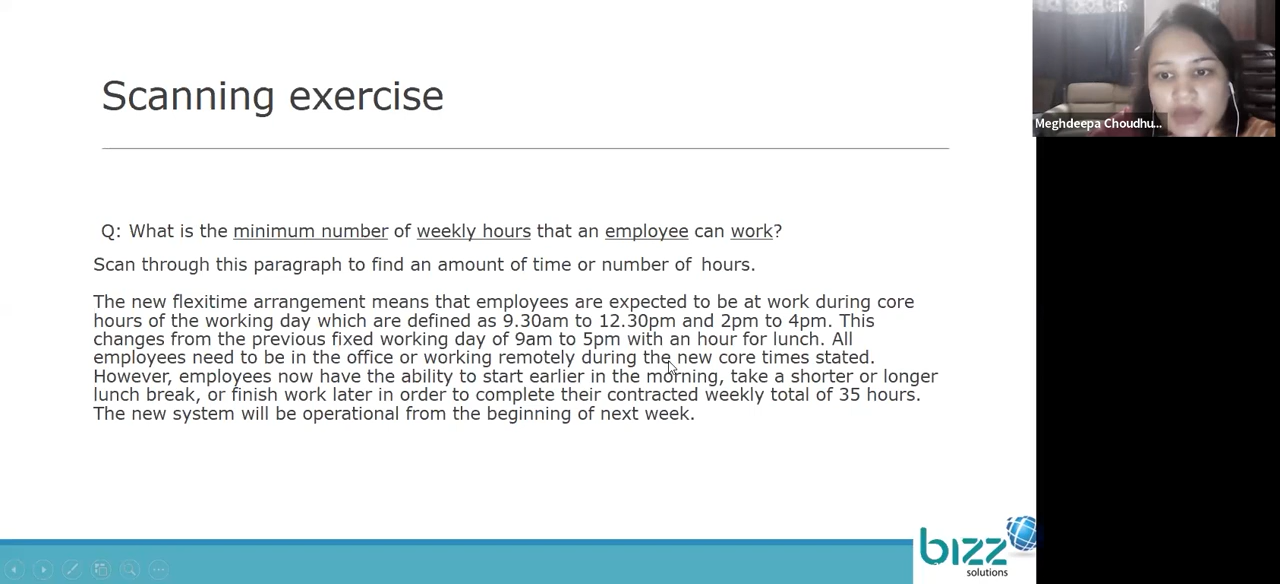 Scanning exercise
Meghdeepa Choudhu...
Q: What is the minimum number of weekly hours that an employee can work?
Scan through this paragraph to find an amount of time or number of hours.
The new flexitime arrangement means that employees are expected to be at work during core
hours of the working day which are defined as 9.30am to 12.30pm and 2pm to 4pm. This
changes from the previous fixed working day of 9am to 5pm with an hour for lunch. All
employees need to be in the office or working remotely during the new core times stated.
However, employees now have the ability to start earlier in the morning, take a shorter or longer
lunch break, or finish work later in order to complete their contracted weekly total of 35 hours.
The new system will be operational from the beginning of next week.
bizz
solutions